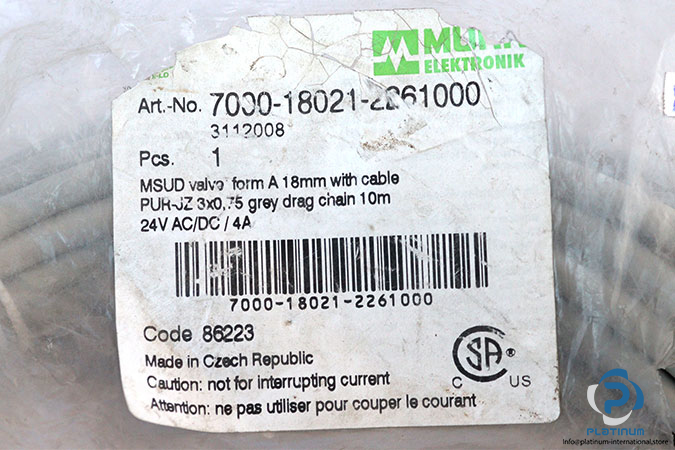 ELEKTRONIK
Art.-No. 7000-18021-2261000
3112008
Pcs. 1
MSUD valve form A 18mm with cable
PUR-JZ 3x0,75 grey drag chain 10m
24V AC/DC / 4A
7000-18021-2261000
Code 86223
Made in Czech Republic
Caution: not for interrupting current
Attention: ne pas utiliser pour couper le courant
CSA ®
C US
PLATINUM
info@platinum-international.store